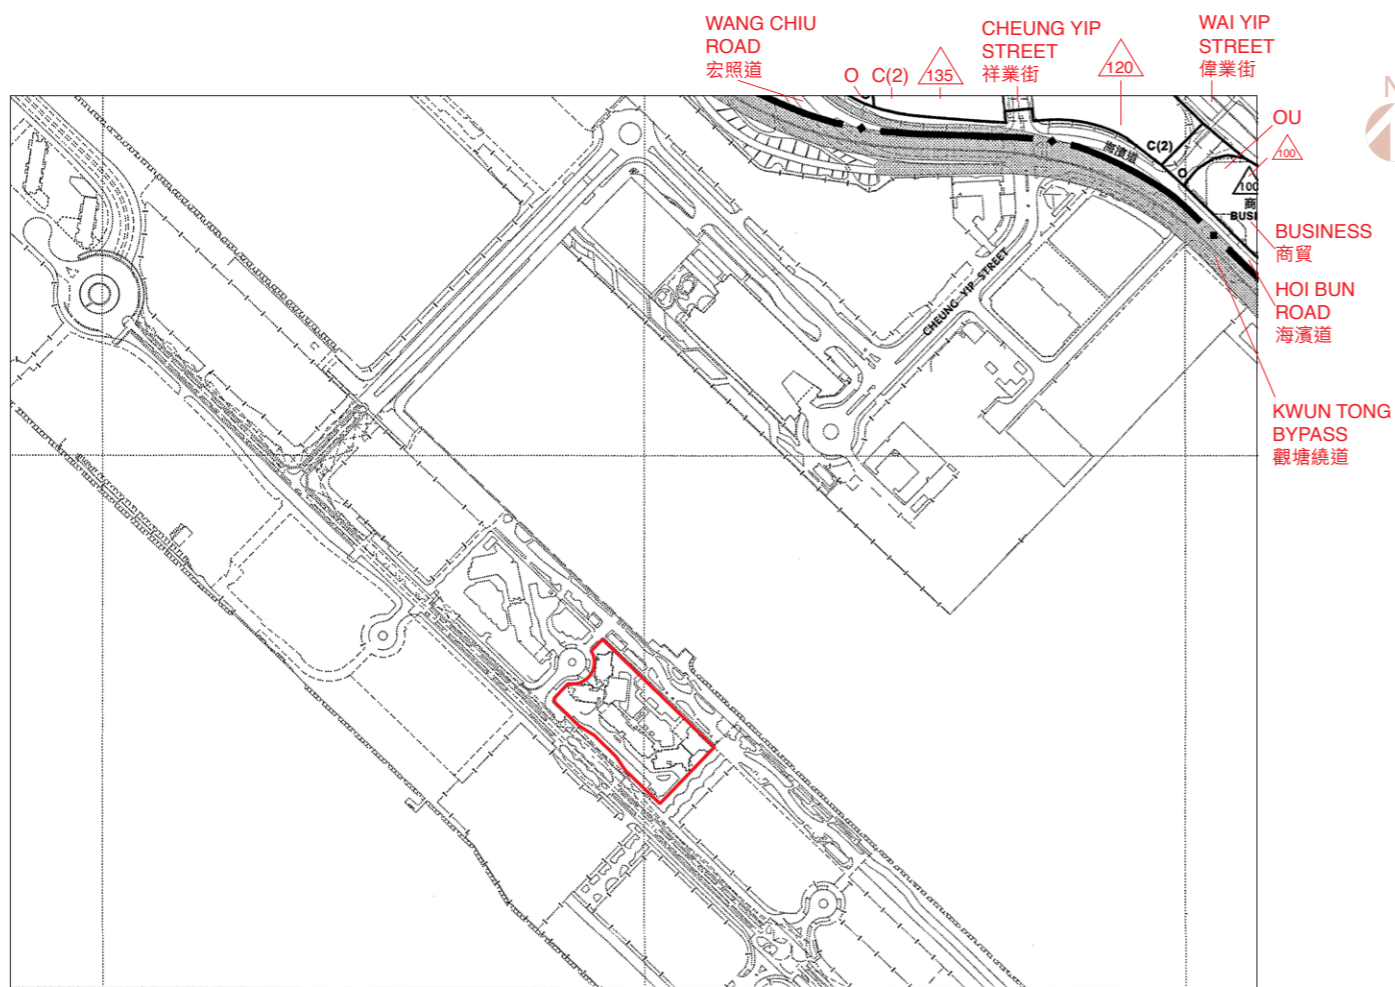 WANG CHIU
ROAD
宏照道
O
C(2)
135
CHEUNG YIP
STREET
祥業街
120
WAI YIP
STREET
偉業街
N
OU
100
海濱道
C(2)
O
100
商
BUSI
BUSINESS
商貿
HOI BUN
ROAD
海濱道
CHEUNG YIP STREET
KWUN TONG
BYPASS
觀塘繞道